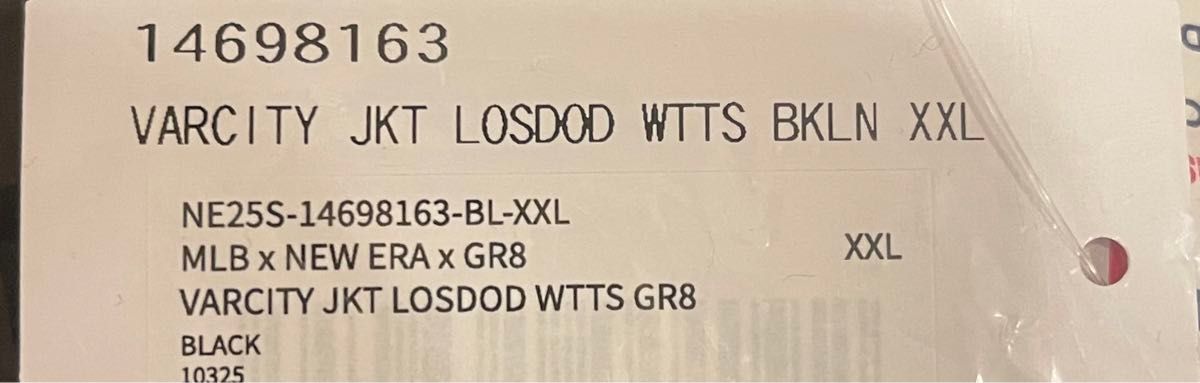 14698163
VARCITY JKT LOSDOD WTTS BKLN XXL
NE25S-14698163-BL-XXL
MLB x NEW ERA x GR8
XXL
VARCITY JKT LOSDOD WTTS GR8
BLACK
10325